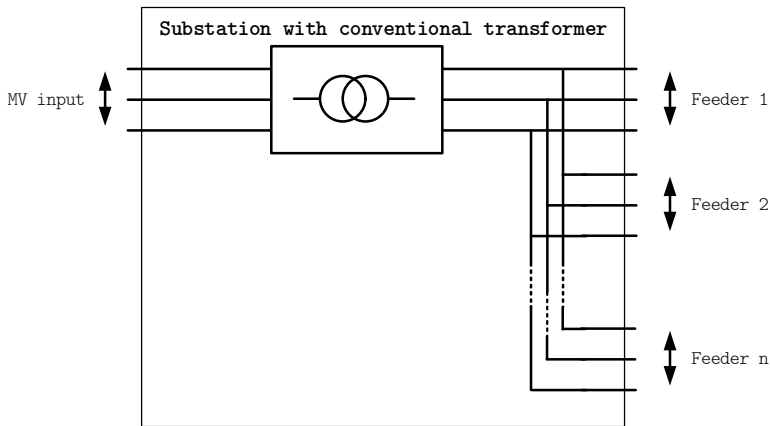 Substation with conventional transformer
MV input
Feeder 1
Feeder 2
Feeder n